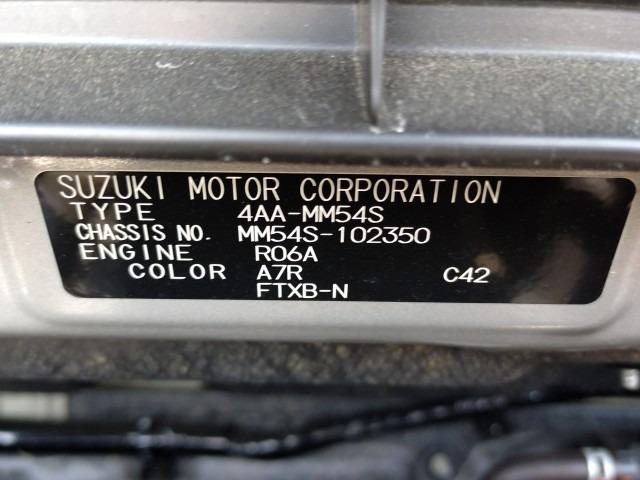 SUZUKI MOTOR CORPORATION
TYPE 4AA-MM54S
CHASSIS NO. MM54S-102350
ENGINE R06A
COLOR A7R C42
FTXB-N